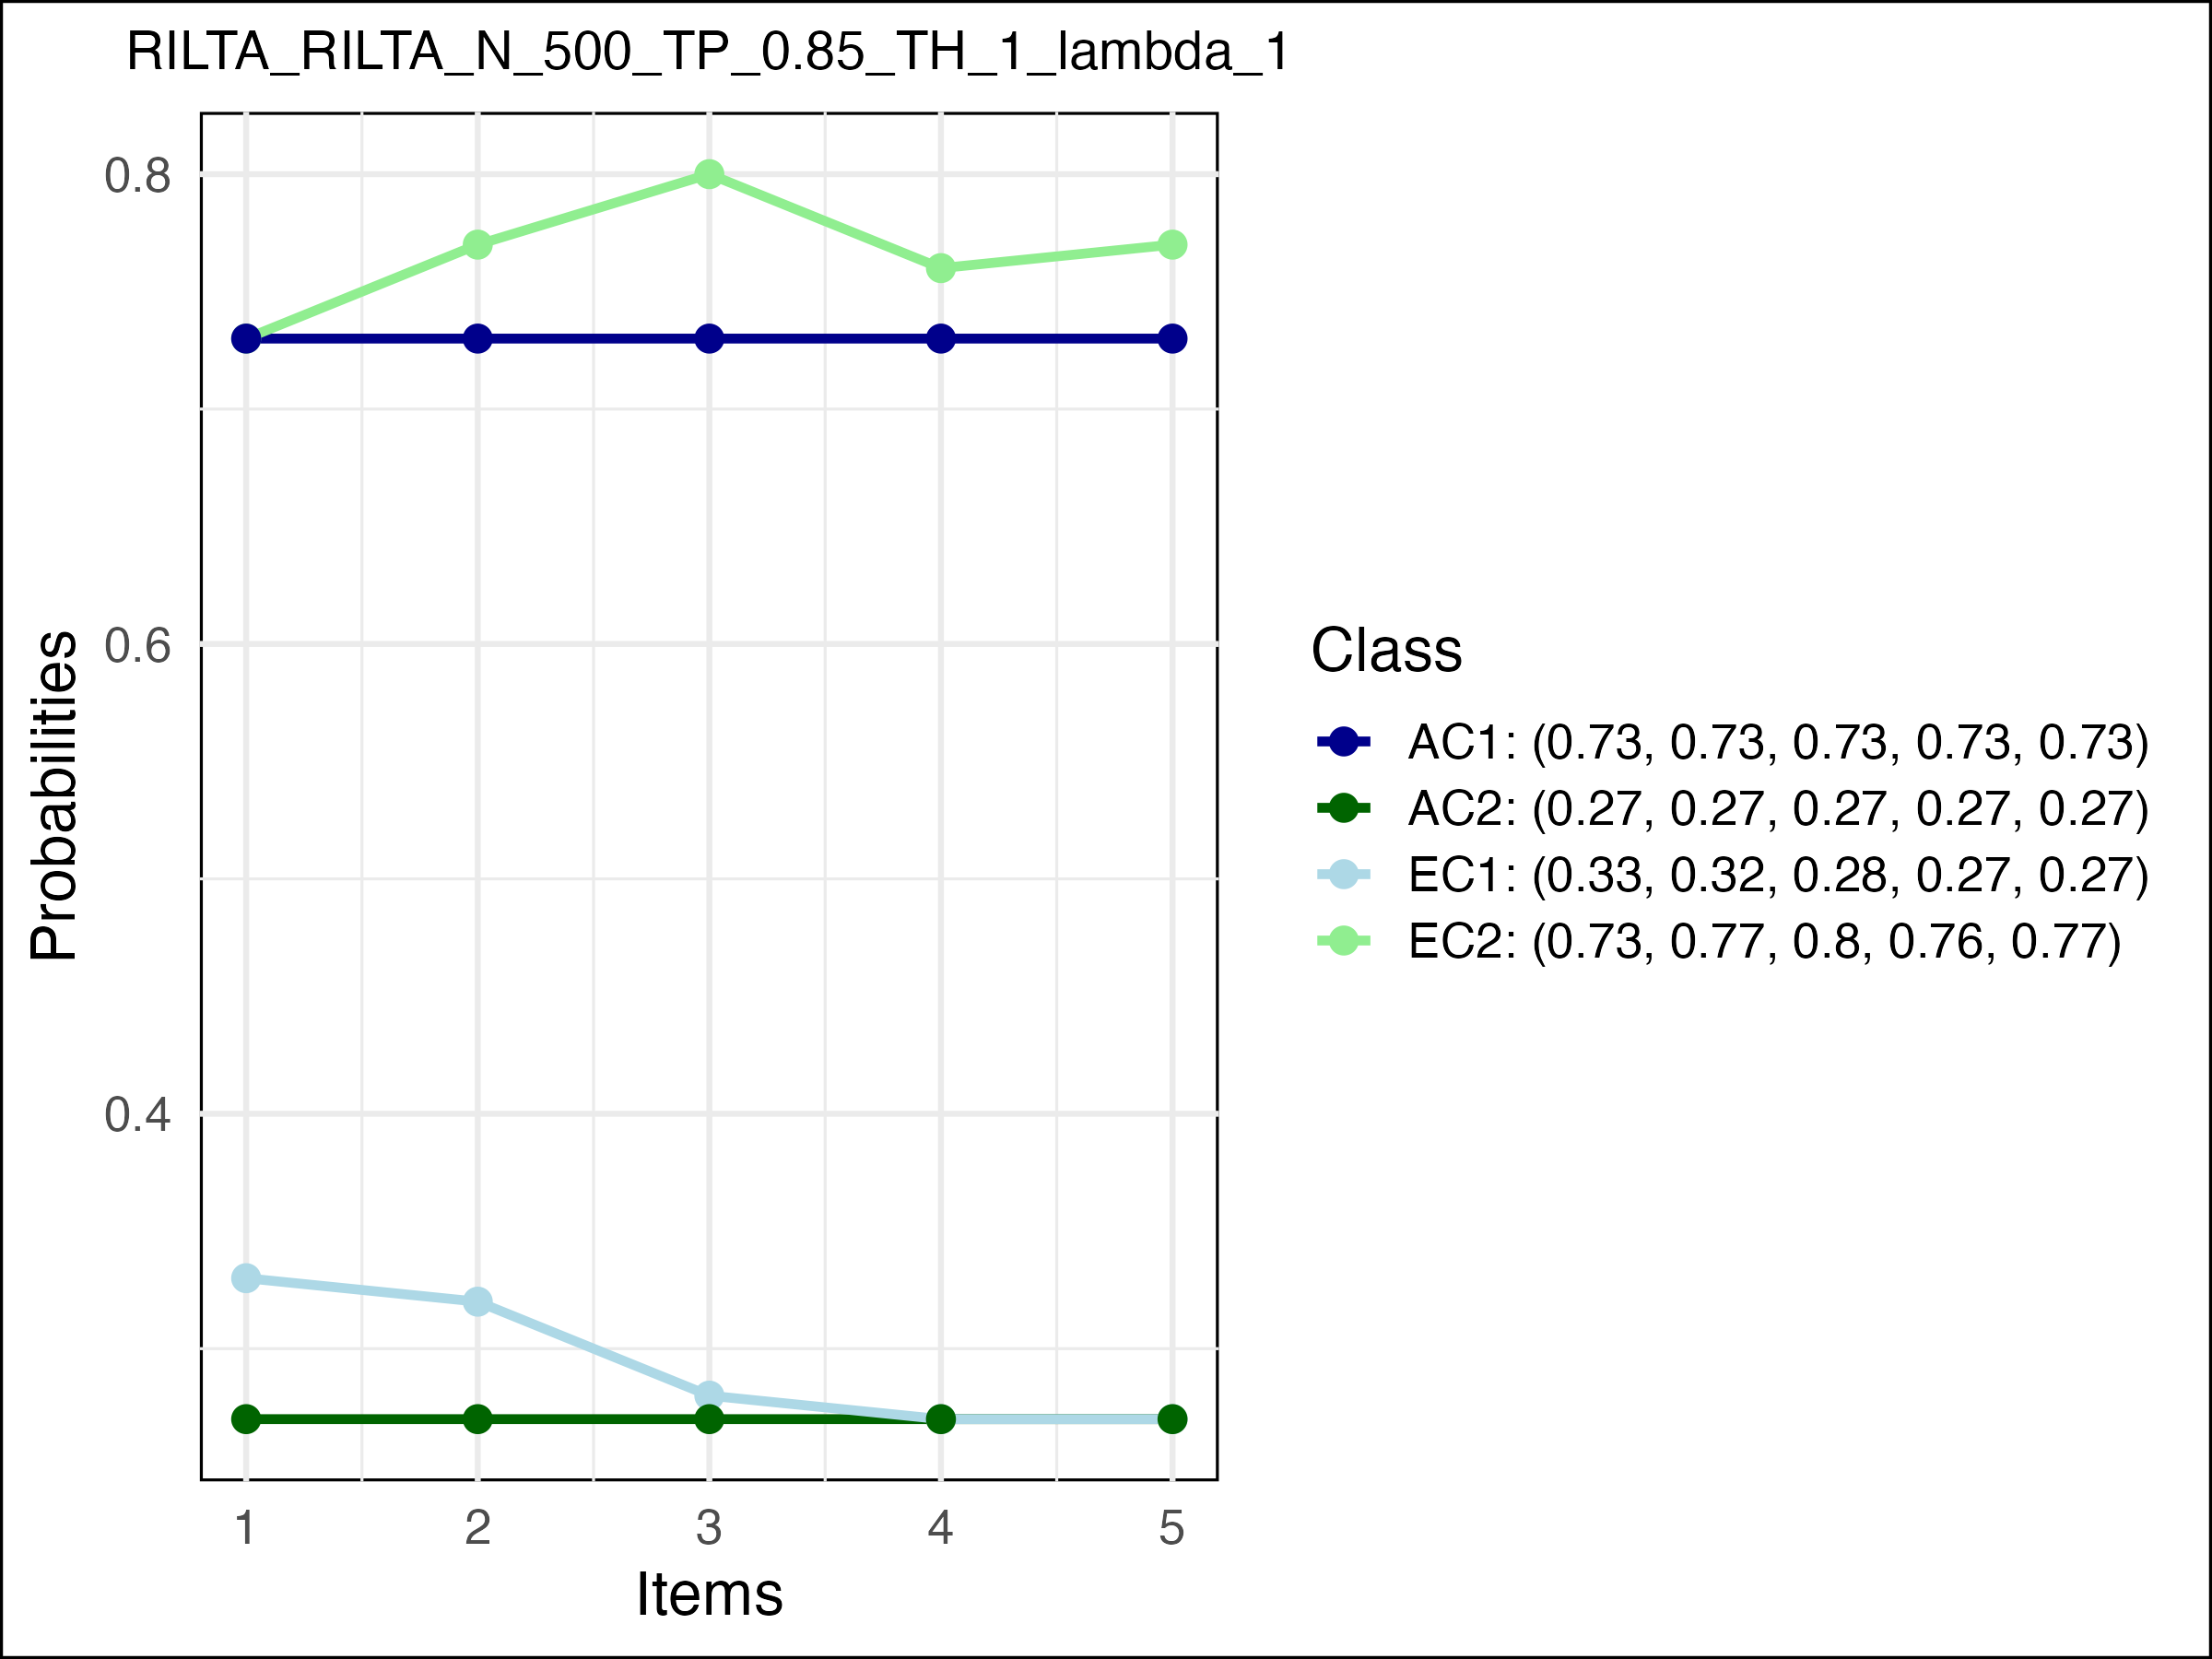 RILTA_RILTA_N_500_TP_0.85_TH_1_lambda_1
0.8
0.6
0.4
Probabilities
1 2 3 4 5
Items
Class
AC1: (0.73, 0.73, 0.73, 0.73, 0.73)
AC2: (0.27, 0.27, 0.27, 0.27, 0.27)
EC1: (0.33, 0.32, 0.28, 0.27, 0.27)
EC2: (0.73, 0.77, 0.8, 0.76, 0.77)